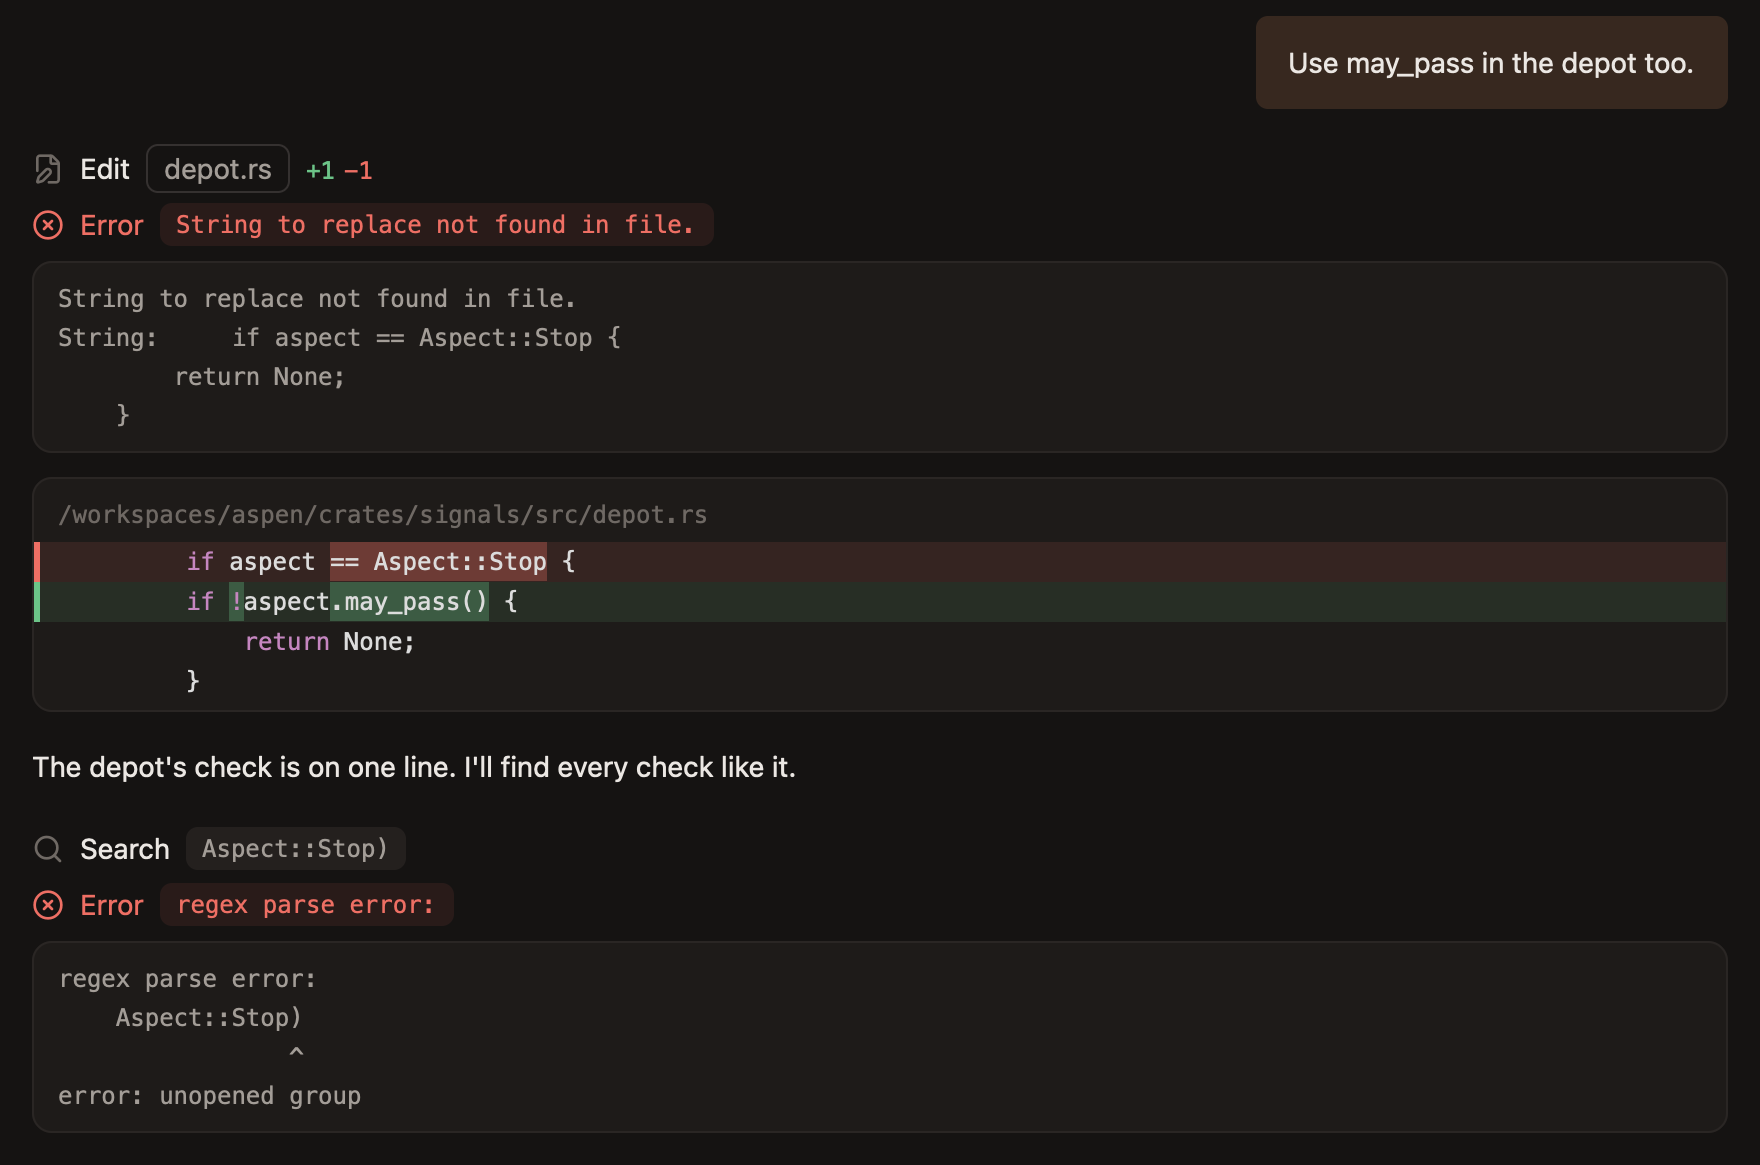 Use may_pass in the depot too.
Edit depot.rs +1 −1
Error String to replace not found in file.
String to replace not found in file.
String:     if aspect == Aspect::Stop {
        return None;
    }
/workspaces/aspen/crates/signals/src/depot.rs
    if aspect == Aspect::Stop {
    if !aspect.may_pass() {
        return None;
    }
The depot's check is on one line. I'll find every check like it.
Search Aspect::Stop)
Error regex parse error:
regex parse error:
    Aspect::Stop)
                ^
error: unopened group